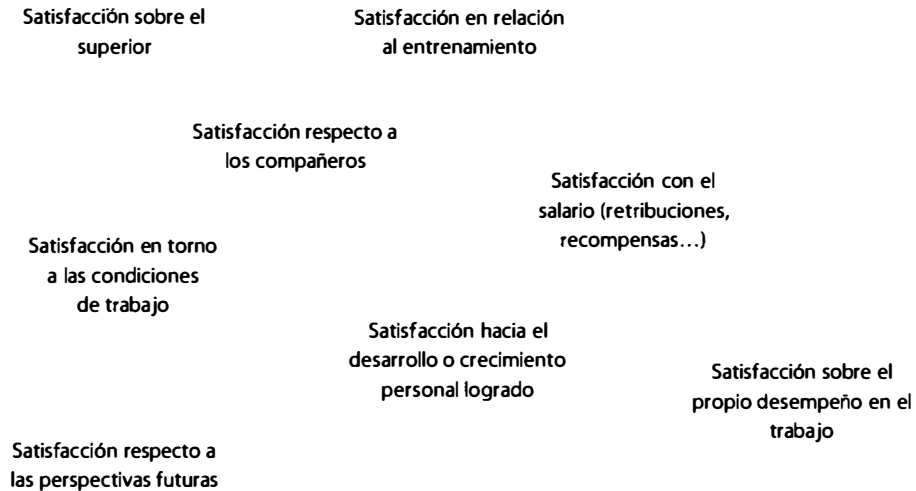 Satisfacción sobre el
superior
Satisfacción en relación
al entrenamiento
Satisfacción respecto a
los compañeros
Satisfacción con el
salario (retribuciones,
recompensas...)
Satisfacción en torno
a las condiciones
de trabajo
Satisfacción hacia el
desarrollo o crecimiento
personal logrado
Satisfacción sobre el
propio desempeño en el
trabajo
Satisfacción respecto a
las perspectivas futuras